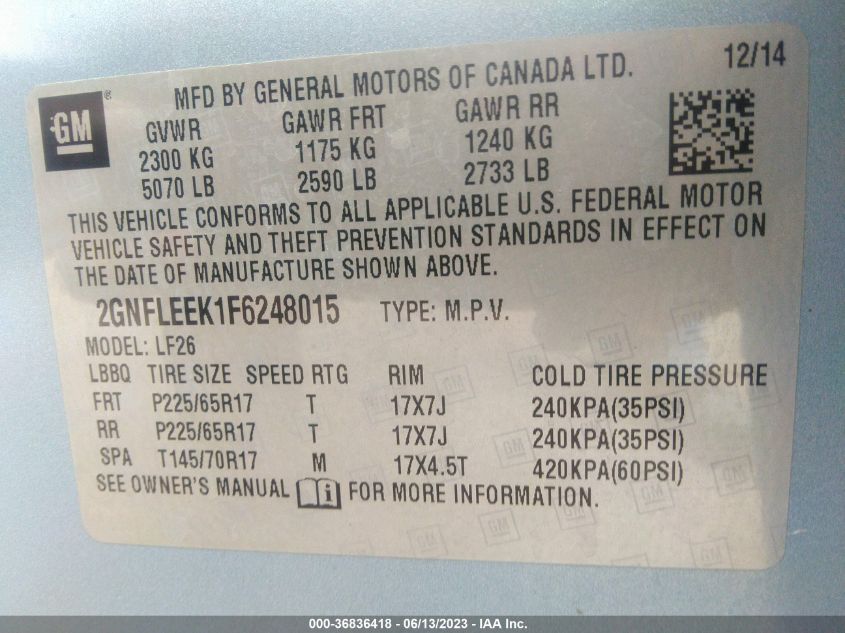 GM ®
MFD BY GENERAL MOTORS OF CANADA LTD. 12/14
GVWR GAWR FRT GAWR RR
2300 KG 1175 KG 1240 KG
5070 LB 2590 LB 2733 LB
THIS VEHICLE CONFORMS TO ALL APPLICABLE U.S. FEDERAL MOTOR
VEHICLE SAFETY AND THEFT PREVENTION STANDARDS IN EFFECT ON
THE DATE OF MANUFACTURE SHOWN ABOVE.
2GNFLEEK1F6248015 TYPE: M.P.V.
MODEL: LF26
LBBQ TIRE SIZE SPEED RTG RIM COLD TIRE PRESSURE
FRT P225/65R17 T 17X7J 240KPA(35PSI)
RR P225/65R17 T 17X7J 240KPA(35PSI)
SPA T145/70R17 M 17X4.5T 420KPA(60PSI)
SEE OWNER'S MANUAL i FOR MORE INFORMATION.
000-36836418 - 06/13/2023 - IAA Inc.